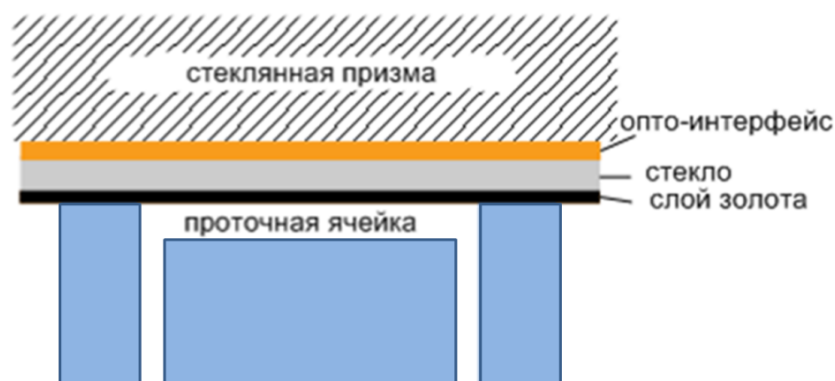 стеклянная призма
опто-интерфейс
стекло
слой золота
проточная ячейка